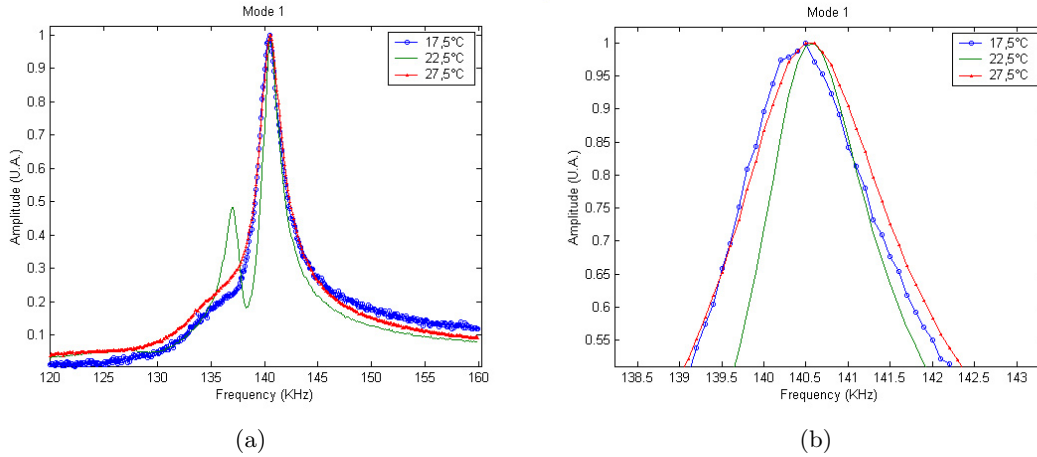 Mode 1
Amplitude (U.A.)
1
0.9
0.8
0.7
0.6
0.5
0.4
0.3
0.2
0.1
120 125 130 135 140 145 150 155 160
Frequency (KHz)
17,5°C
22,5°C
27,5°C
(a)
Mode 1
Amplitude (U.A.)
1
0.95
0.9
0.85
0.8
0.75
0.7
0.65
0.6
0.55
138.5 139 139.5 140 140.5 141 141.5 142 142.5 143
Frequency (KHz)
17,5°C
22,5°C
27,5°C
(b)